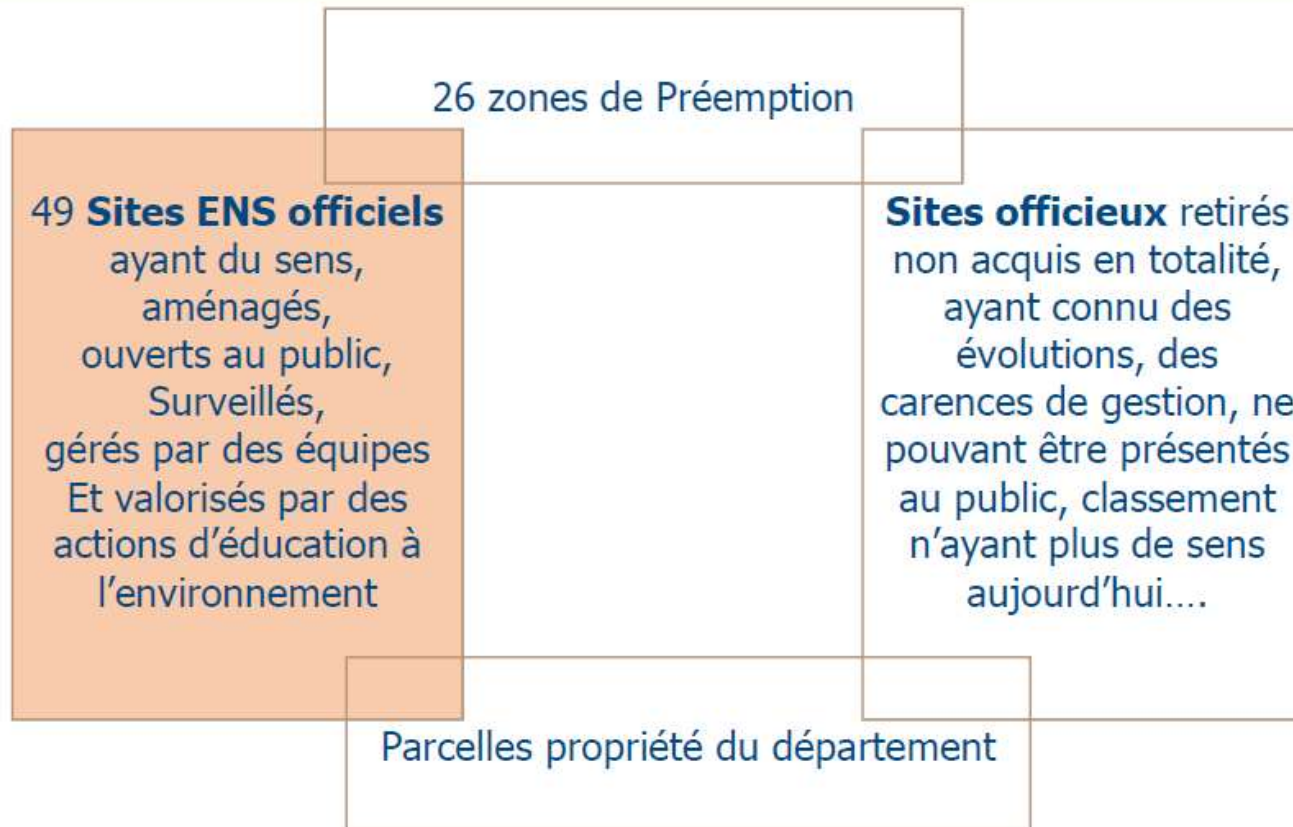 26 zones de Préemption
49 Sites ENS officiels
ayant du sens,
aménagés,
ouverts au public,
Surveillés,
gérés par des équipes
Et valorisés par des
actions d’éducation à
l’environnement
Sites officieux retirés
non acquis en totalité,
ayant connu des
évolutions, des
carences de gestion, ne
pouvant être présentés
au public, classement
n’ayant plus de sens
aujourd’hui….
Parcelles propriété du département